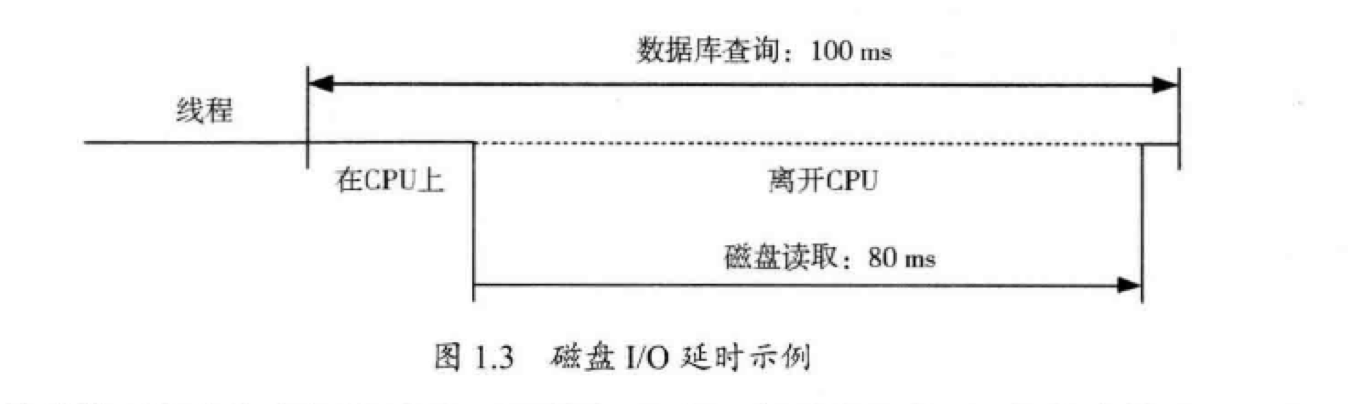 数据库查询：100 ms
线程
在CPU上
离开CPU
磁盘读取：80 ms
图 1.3 磁盘 I/O 延时示例